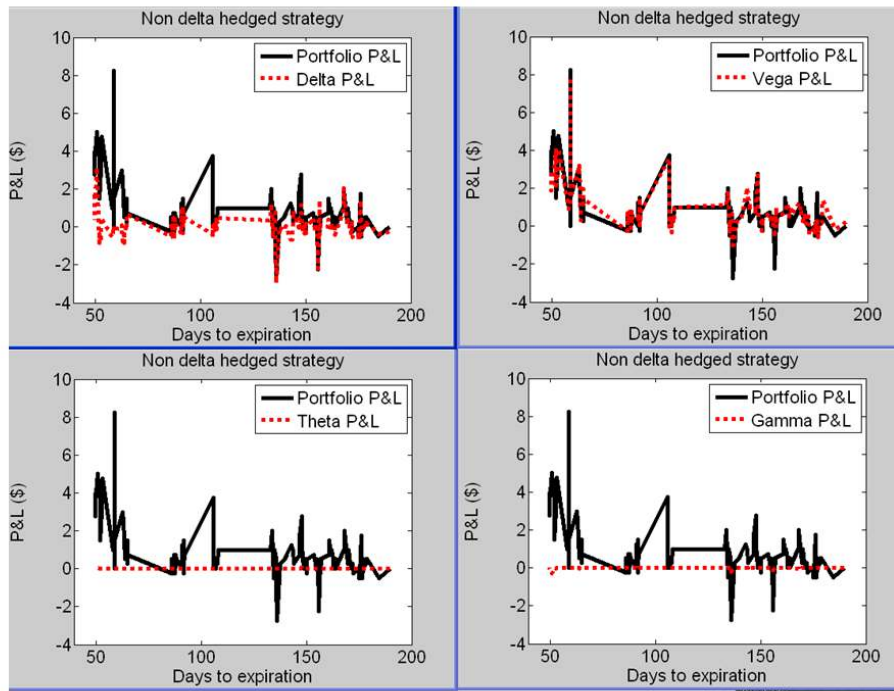 Non delta hedged strategy
10
8
6
4
2
0
-2
-4
P&L ($)
Portfolio P&L
Delta P&L
50
100
150
200
Days to expiration
Non delta hedged strategy
10
8
6
4
2
0
-2
-4
P&L ($)
Portfolio P&L
Vega P&L
50
100
150
200
Days to expiration
Non delta hedged strategy
10
8
6
4
2
0
-2
-4
P&L ($)
Portfolio P&L
Theta P&L
50
100
150
200
Days to expiration
Non delta hedged strategy
10
8
6
4
2
0
-2
-4
P&L ($)
Portfolio P&L
Gamma P&L
50
100
150
200
Days to expiration